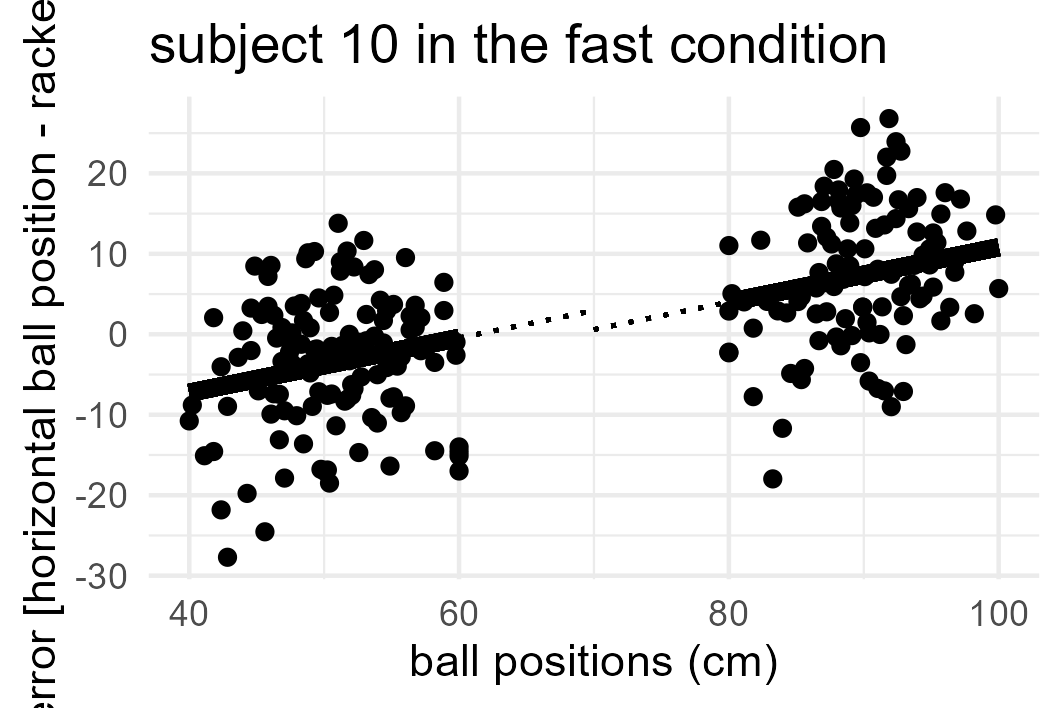 subject 10 in the fast condition
error [horizontal ball position - racke
20
10
0
-10
-20
-30
40 60 80 100
ball positions (cm)